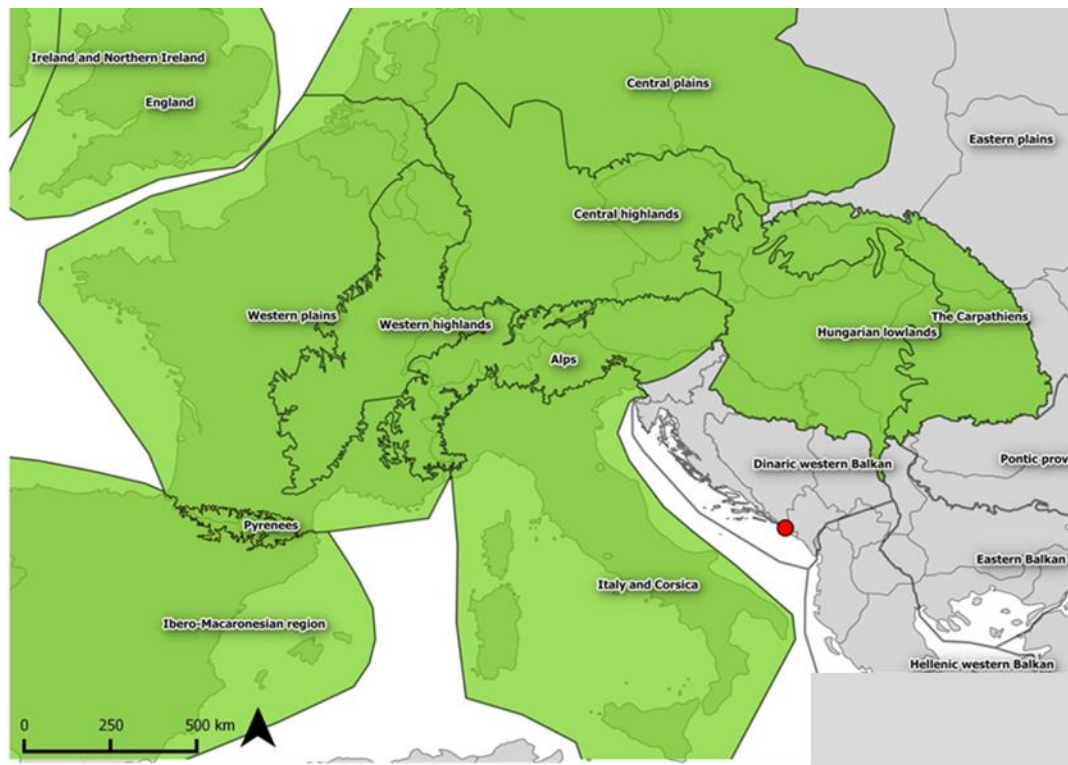 Ireland and Northern Ireland
England
Central plains
Eastern plains
Central highlands
Western plains
Western highlands
Hungarian lowlands
The Carpathiens
Alps
Dinaric western Balkan
Pontic prov
Pyrenees
Eastern Balkan
Italy and Corsica
Ibero-Macaronesian region
Hellenic western Balkan
0 250 500 km